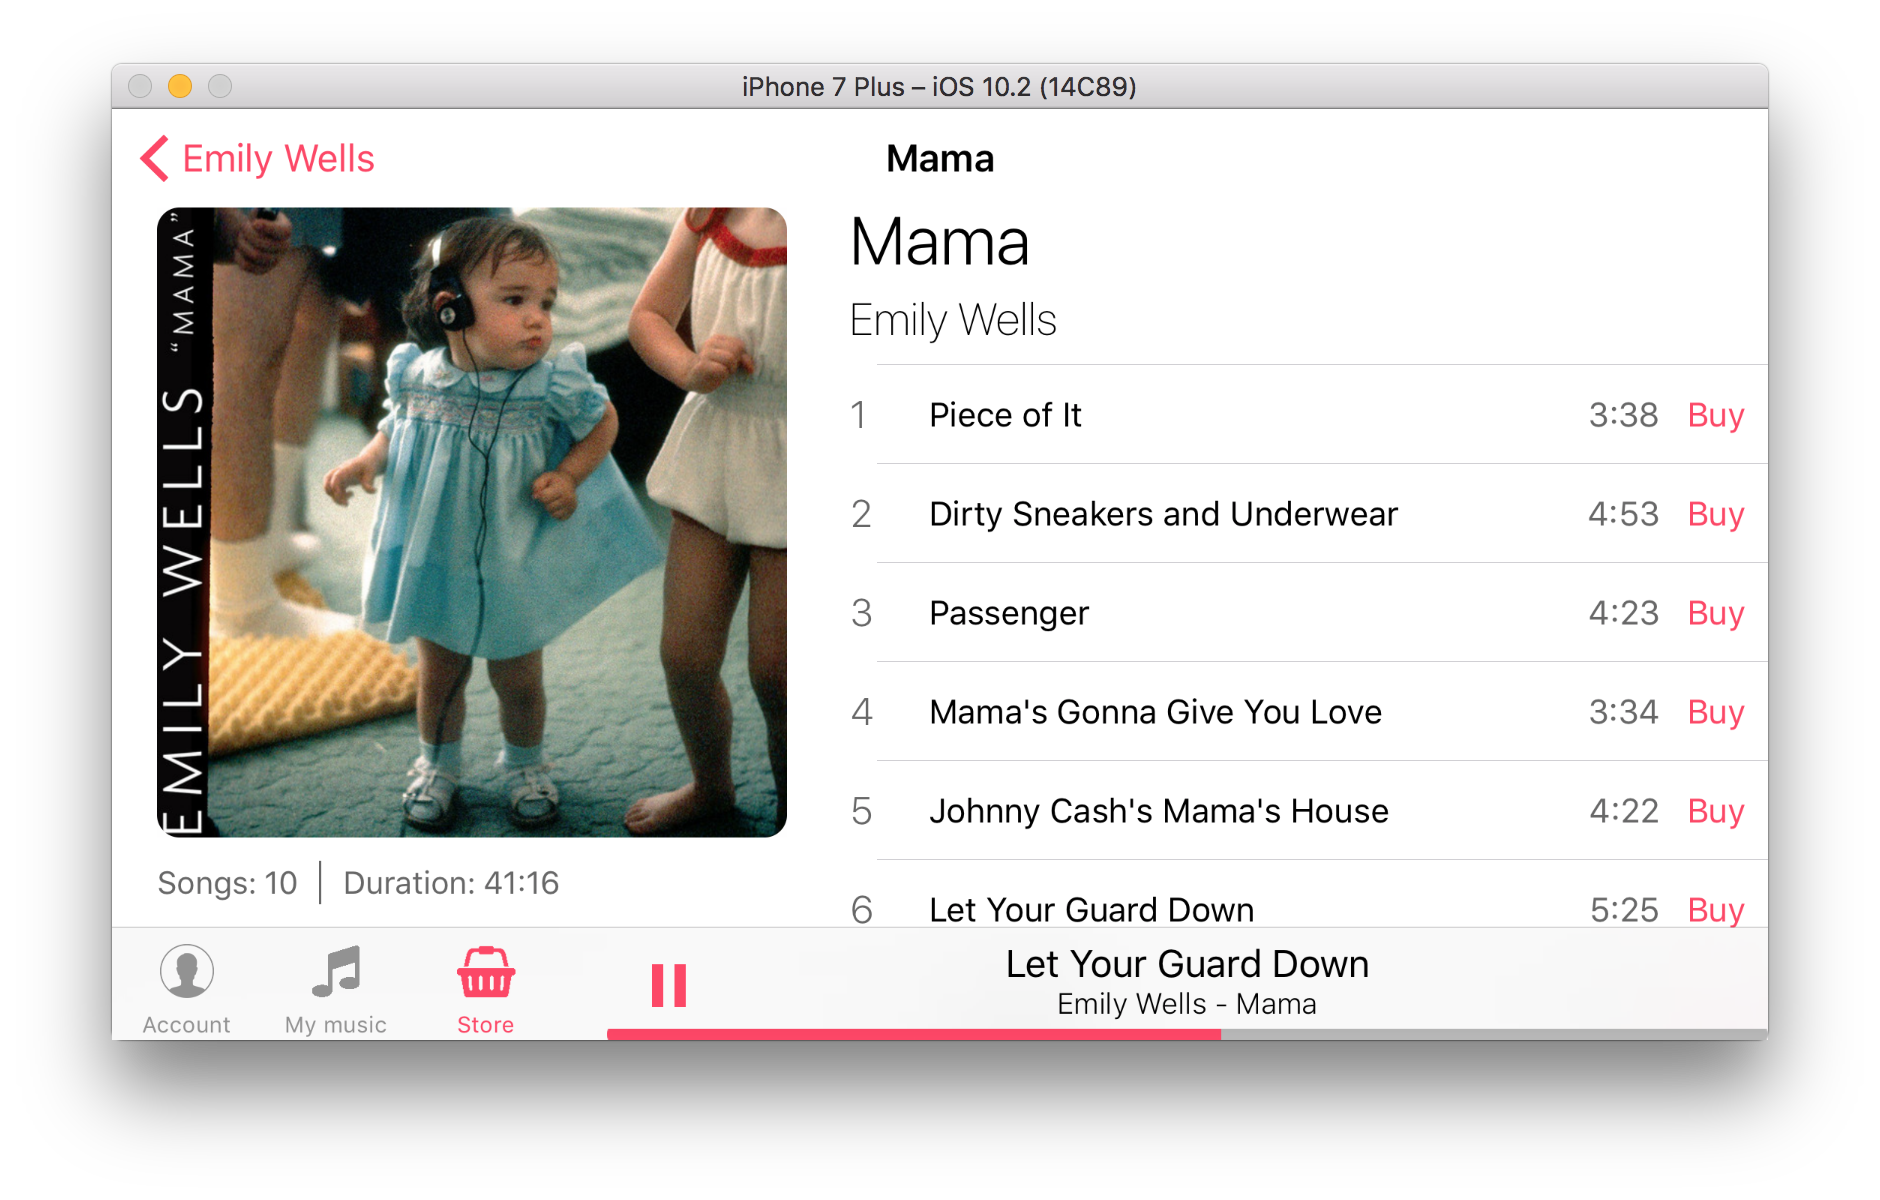 iPhone 7 Plus – iOS 10.2 (14C89)
Emily Wells
Mama
EMILY WELLS “MAMA”
Songs: 10 | Duration: 41:16
Mama
Emily Wells
1 Piece of It 3:38 Buy
2 Dirty Sneakers and Underwear 4:53 Buy
3 Passenger 4:23 Buy
4 Mama's Gonna Give You Love 3:34 Buy
5 Johnny Cash's Mama's House 4:22 Buy
6 Let Your Guard Down 5:25 Buy
Account
My music
Store
Let Your Guard Down
Emily Wells - Mama